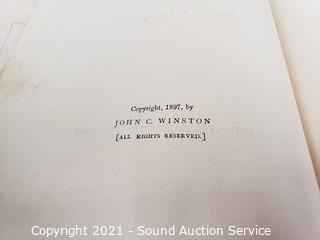 Copyright, 1897, by
JOHN C. WINSTON
[ALL RIGHTS RESERVED.]
Copyright 2021 - Sound Auction Service